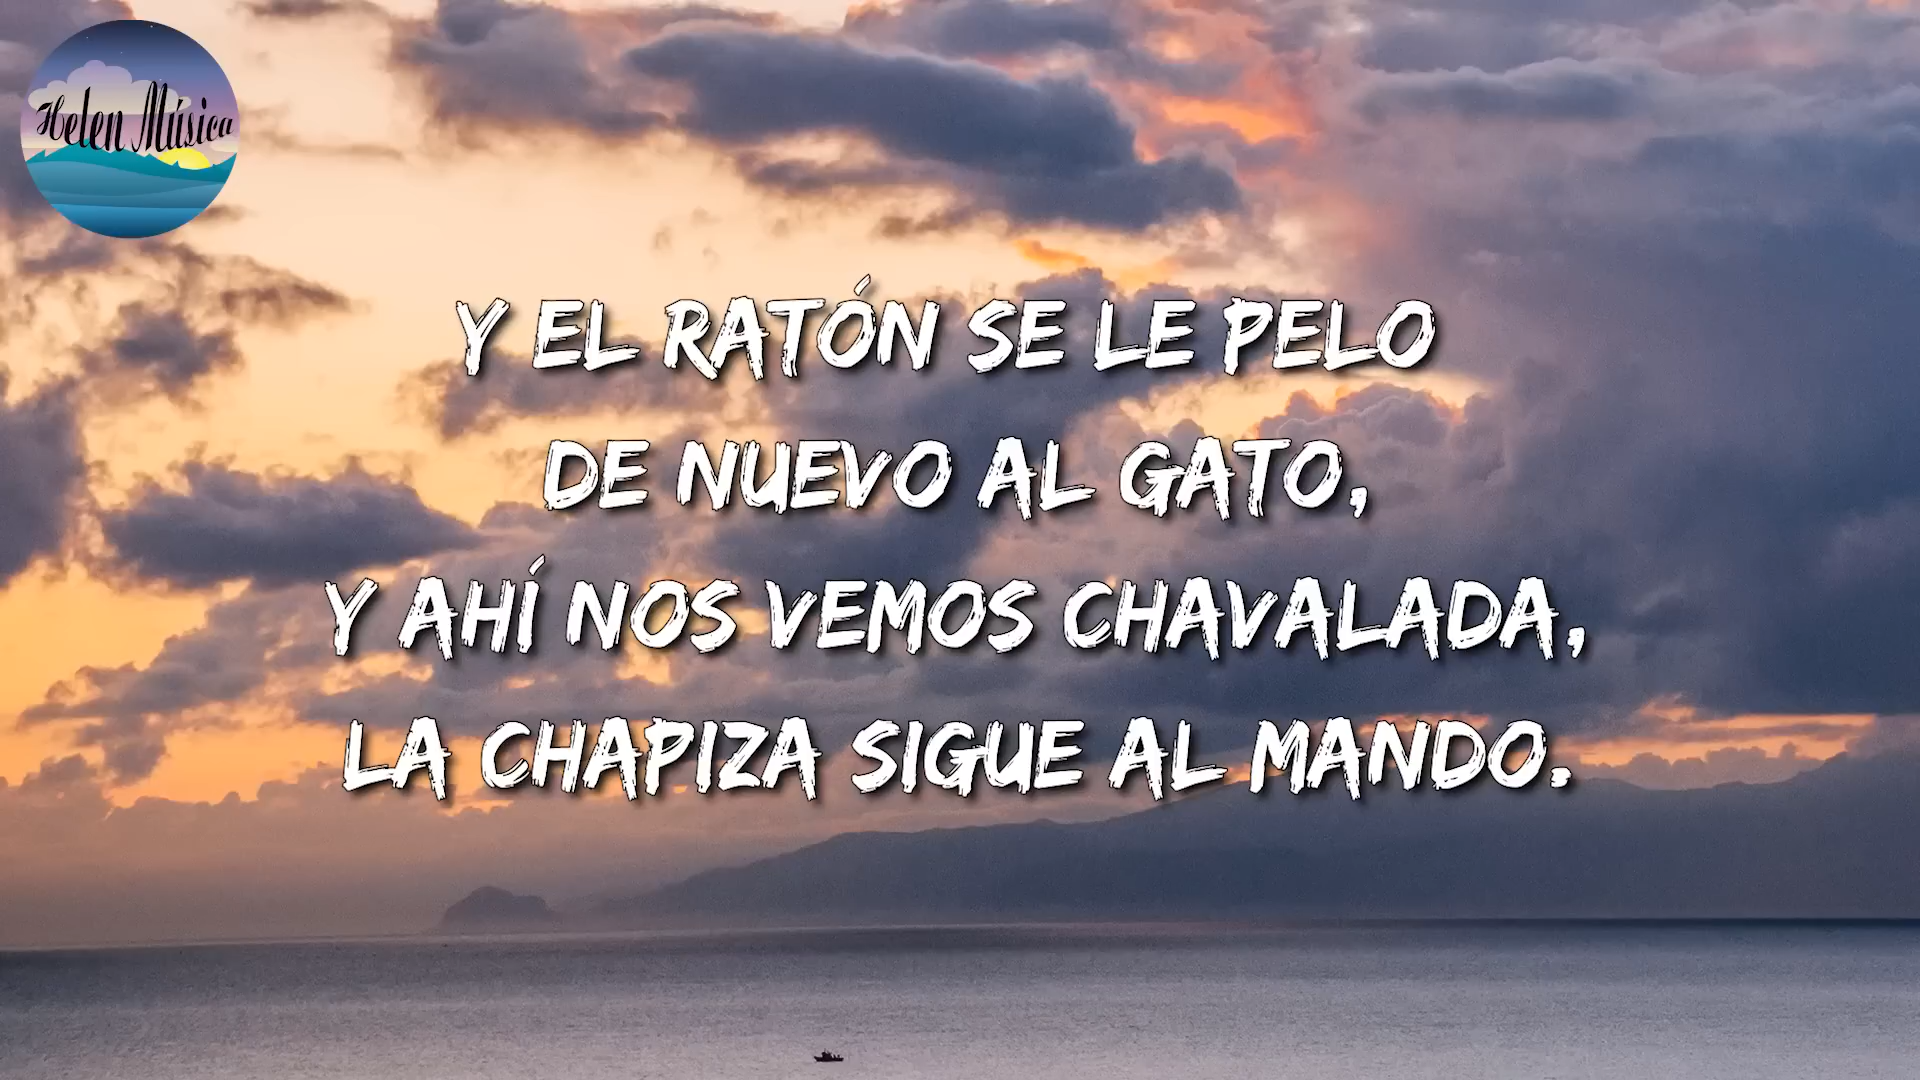 Helen Música
Y EL RATÓN SE LE PELO
DE NUEVO AL GATO,
Y AHÍ NOS VEMOS CHAVALADA,
LA CHAPIZA SIGUE AL MANDO.